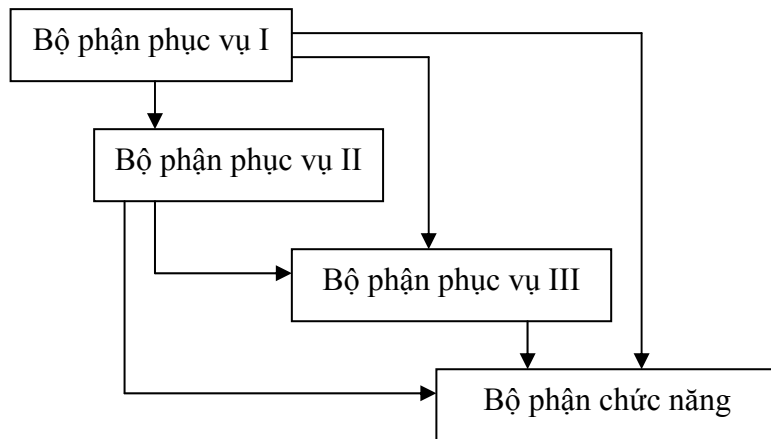 Bộ phận phục vụ I
Bộ phận phục vụ II
Bộ phận phục vụ III
Bộ phận chức năng